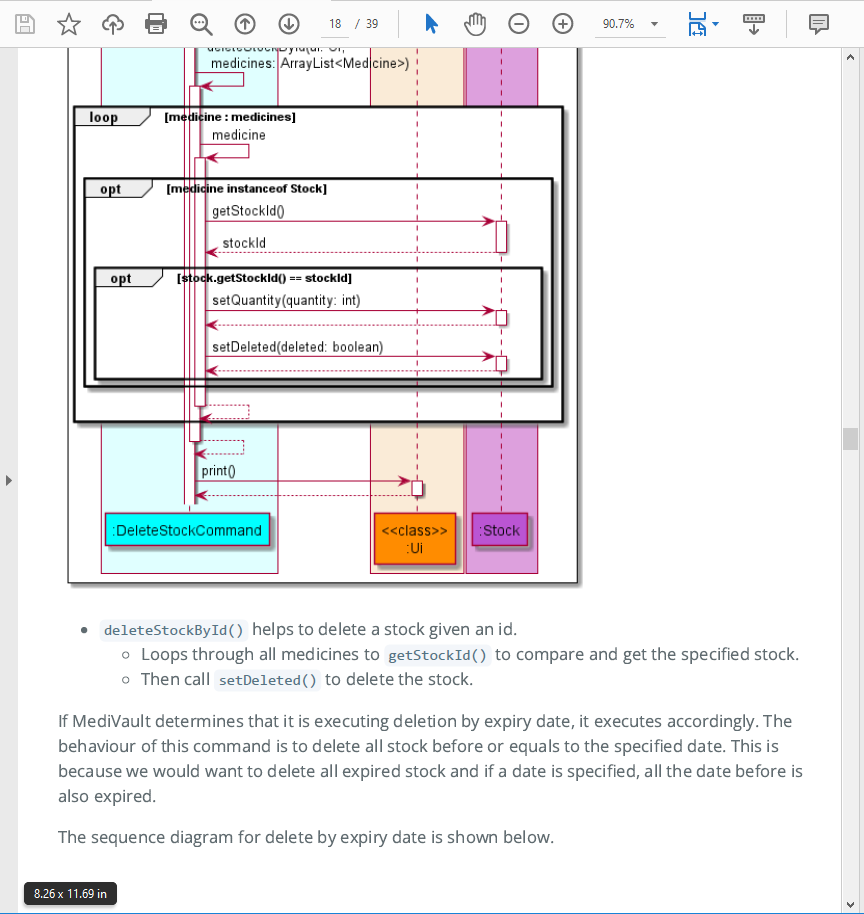 18 / 39
90.7%
medicines: ArrayList<Medicine>)
loop [medicine : medicines]
medicine
opt [medicine instanceof Stock]
getStockId()
stockId
opt [stock.getStockId() == stockId]
setQuantity(quantity: int)
setDeleted(deleted: boolean)
print()
:DeleteStockCommand
<<class>>
:Ui
:Stock
deleteStockById() helps to delete a stock given an id.
Loops through all medicines to getStockId() to compare and get the specified stock.
Then call setDeleted() to delete the stock.
If MediVault determines that it is executing deletion by expiry date, it executes accordingly. The
behaviour of this command is to delete all stock before or equals to the specified date. This is
because we would want to delete all expired stock and if a date is specified, all the date before is
also expired.
The sequence diagram for delete by expiry date is shown below.
8.26 x 11.69 in